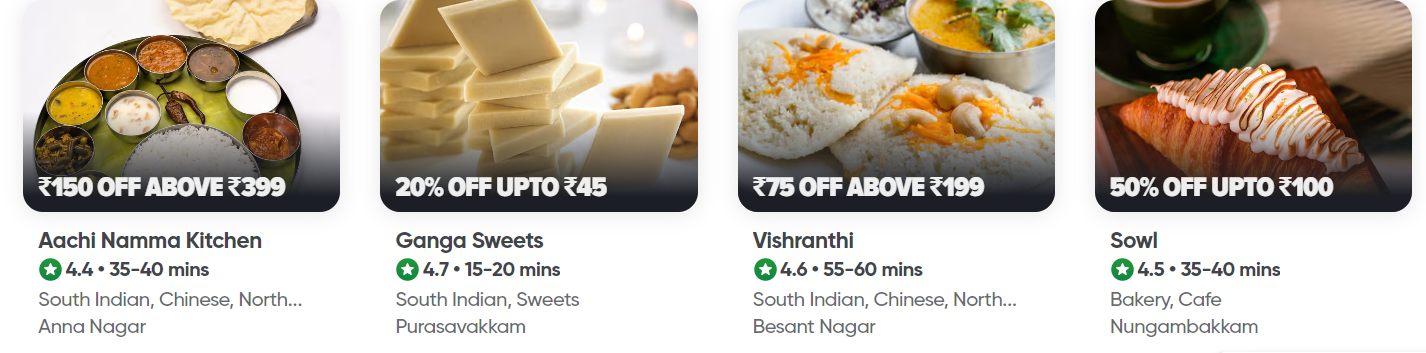 ₹150 OFF ABOVE ₹399
Aachi Namma Kitchen
4.4 • 35-40 mins
South Indian, Chinese, North...
Anna Nagar
20% OFF UPTO ₹45
Ganga Sweets
4.7 • 15-20 mins
South Indian, Sweets
Purasavakkam
₹75 OFF ABOVE ₹199
Vishranthi
4.6 • 55-60 mins
South Indian, Chinese, North...
Besant Nagar
50% OFF UPTO ₹100
Sowl
4.5 • 35-40 mins
Bakery, Cafe
Nungambakkam